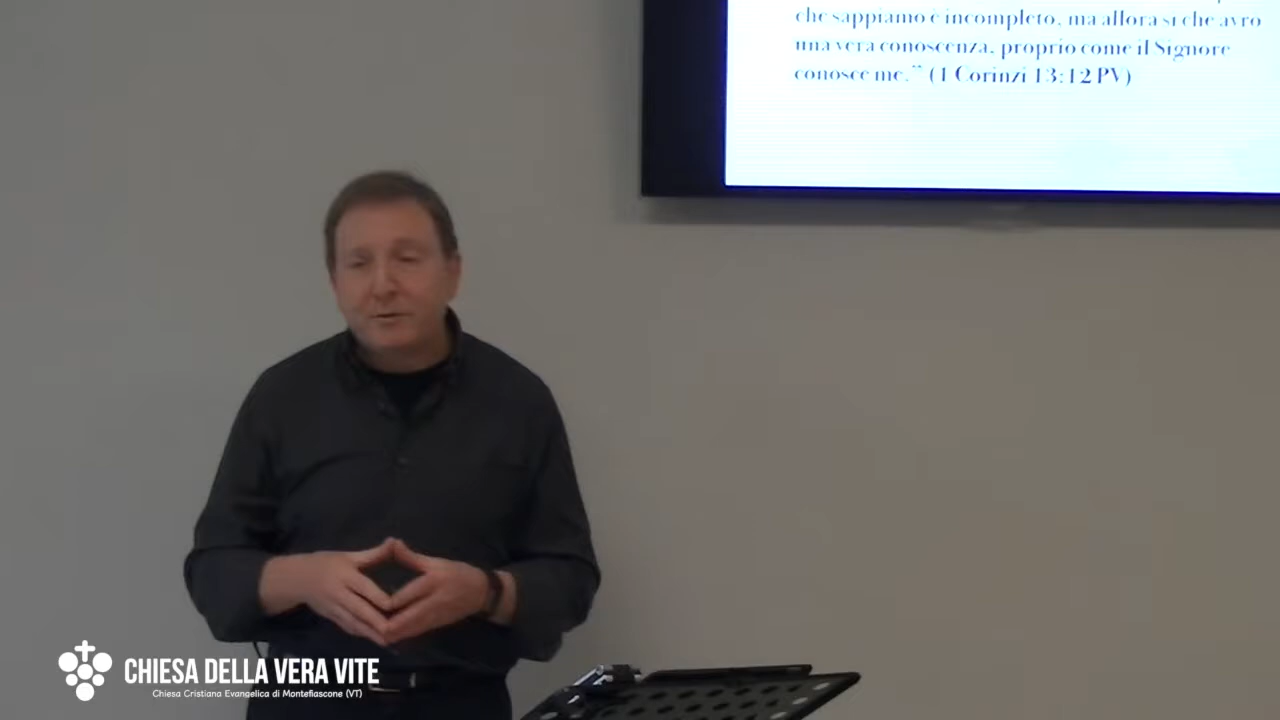 che sappiamo è incompleto, ma allora sì che avrò
una vera conoscenza, proprio come il Signore
conosce me.” (1 Corinzi 13:12 PV)
CHIESA DELLA VERA VITE
Chiesa Cristiana Evangelica di Montefiascone (VT)